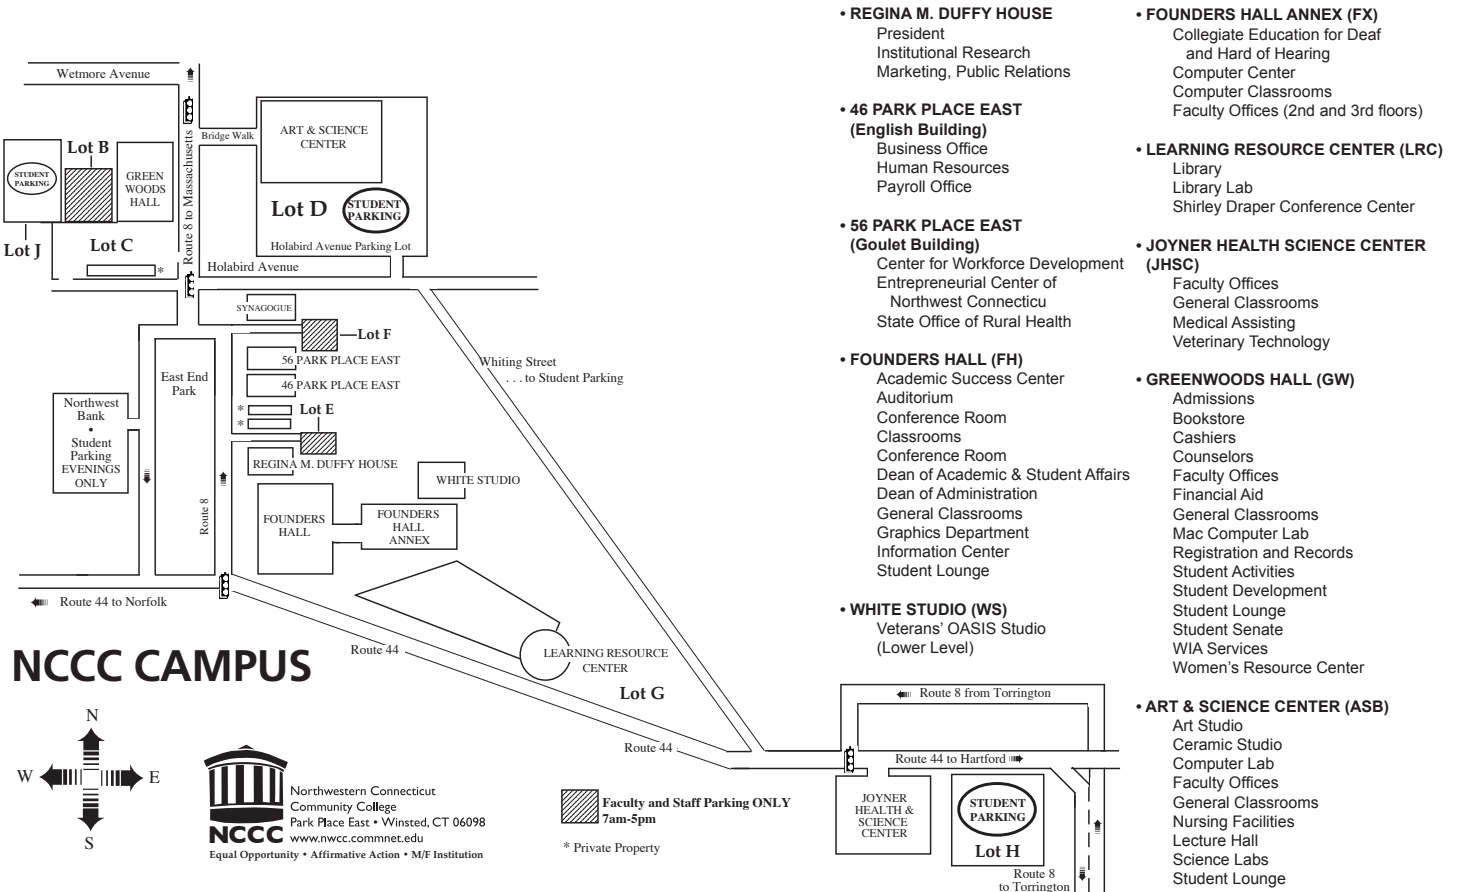 Wetmore Avenue
Bridge Walk
ART & SCIENCE
CENTER
Lot B
STUDENT
PARKING
GREEN
WOODS
HALL
Route 8 to Massachusetts
Lot D
STUDENT
PARKING
Lot J
Lot C
*
Holabird Avenue Parking Lot
Holabird Avenue
SYNAGOGUE
Lot F
56 PARK PLACE EAST
46 PARK PLACE EAST
Whiting Street
. . . to Student Parking
East End
Park
Northwest
Bank
•
Student
Parking
EVENINGS
ONLY
*
*
Lot E
REGINA M. DUFFY HOUSE
WHITE STUDIO
Route 8
FOUNDERS
HALL
FOUNDERS
HALL
ANNEX
Route 44 to Norfolk
Route 44
LEARNING RESOURCE
CENTER
Lot G
Route 44
NCCC CAMPUS
N
W
E
S
NCCC
Northwestern Connecticut
Community College
Park Place East • Winsted, CT 06098
www.nwcc.commnet.edu
Equal Opportunity • Affirmative Action • M/F Institution
Faculty and Staff Parking ONLY
7am-5pm
* Private Property
Route 8 from Torrington
Route 44 to Hartford
JOYNER
HEALTH &
SCIENCE
CENTER
STUDENT
PARKING
Lot H
Route 8
to Torrington
• REGINA M. DUFFY HOUSE
President
Institutional Research
Marketing, Public Relations
• 46 PARK PLACE EAST
(English Building)
Business Office
Human Resources
Payroll Office
• 56 PARK PLACE EAST
(Goulet Building)
Center for Workforce Development
Entrepreneurial Center of
Northwest Connecticu
State Office of Rural Health
• FOUNDERS HALL (FH)
Academic Success Center
Auditorium
Conference Room
Classrooms
Conference Room
Dean of Academic & Student Affairs
Dean of Administration
General Classrooms
Graphics Department
Information Center
Student Lounge
• WHITE STUDIO (WS)
Veterans' OASIS Studio
(Lower Level)
• FOUNDERS HALL ANNEX (FX)
Collegiate Education for Deaf
and Hard of Hearing
Computer Center
Computer Classrooms
Faculty Offices (2nd and 3rd floors)
• LEARNING RESOURCE CENTER (LRC)
Library
Library Lab
Shirley Draper Conference Center
• JOYNER HEALTH SCIENCE CENTER
(JHSC)
Faculty Offices
General Classrooms
Medical Assisting
Veterinary Technology
• GREENWOODS HALL (GW)
Admissions
Bookstore
Cashiers
Counselors
Faculty Offices
Financial Aid
General Classrooms
Mac Computer Lab
Registration and Records
Student Activities
Student Development
Student Lounge
Student Senate
WIA Services
Women's Resource Center
• ART & SCIENCE CENTER (ASB)
Art Studio
Ceramic Studio
Computer Lab
Faculty Offices
General Classrooms
Nursing Facilities
Lecture Hall
Science Labs
Student Lounge